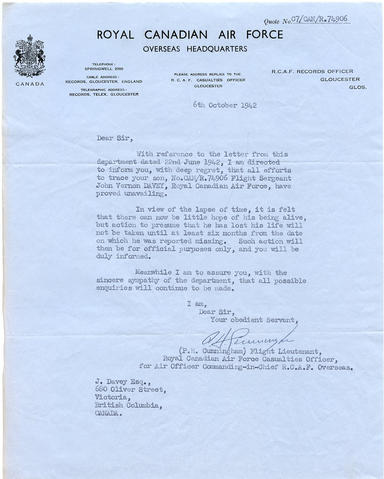 Quote No. 07/CAN/R.74906
ROYAL CANADIAN AIR FORCE
OVERSEAS HEADQUARTERS
CANADA
TELEPHONE:
SPRINGWELL 2060
CABLE ADDRESS:
RECORDS, GLOUCESTER, ENGLAND
TELEGRAPHIC ADDRESS:
RECORDS, TELEX, GLOUCESTER
PLEASE ADDRESS REPLIES TO THE
R.C.A.F. CASUALTIES OFFICER
GLOUCESTER
R.C.A.F. RECORDS OFFICER
GLOUCESTER
GLOS.
6th October 1942
Dear Sir,
With reference to the letter from this
department dated 22nd June 1942, I am directed
to inform you, with deep regret, that all efforts
to trace your son, No.CAN/R.74906 Flight Sergeant
John Vernon DAVEY, Royal Canadian Air Force, have
proved unavailing.
In view of the lapse of time, it is felt
that there can now be little hope of his being alive,
but action to presume that he has lost his life will
not be taken until at least six months from the date
on which he was reported missing. Such action will
then be for official purposes only, and you will be
duly informed.
Meanwhile I am to assure you, with the
sincere sympathy of the department, that all possible
enquiries will continue to be made.
I am,
Dear Sir,
Your obedient Servant,
(P.H. Cunningham) Flight Lieutenant,
Royal Canadian Air Force Casualties Officer,
for Air Officer Commanding-in-Chief R.C.A.F. Overseas.
J. Davey Esq.,
680 Oliver Street,
Victoria,
British Columbia,
CANADA.